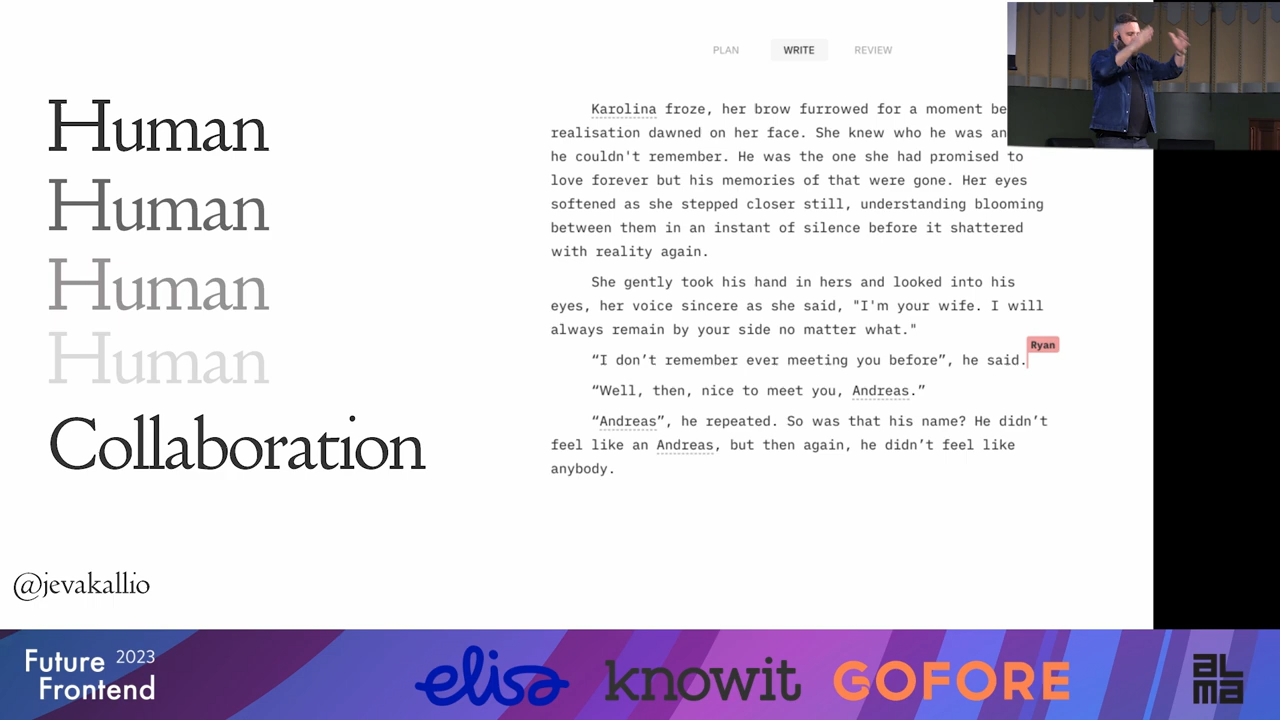 Human
Human
Human
Human
Collaboration
@jevakallio
PLAN WRITE REVIEW
Karolina froze, her brow furrowed for a moment
realisation dawned on her face. She knew who he was
he couldn't remember. He was the one she had promised to
love forever but his memories of that were gone. Her eyes
softened as she stepped closer still, understanding blooming
between them in an instant of silence before it shattered
with reality again.
She gently took his hand in hers and looked into his
eyes, her voice sincere as she said, "I'm your wife. I will
always remain by your side no matter what."
Ryan
“I don’t remember ever meeting you before”, he said.
“Well, then, nice to meet you, Andreas.”
“Andreas”, he repeated. So was that his name? He didn’t
feel like an Andreas, but then again, he didn’t feel like
anybody.
Future 2023
Frontend
elisa
knowit
GOFORE
aLma